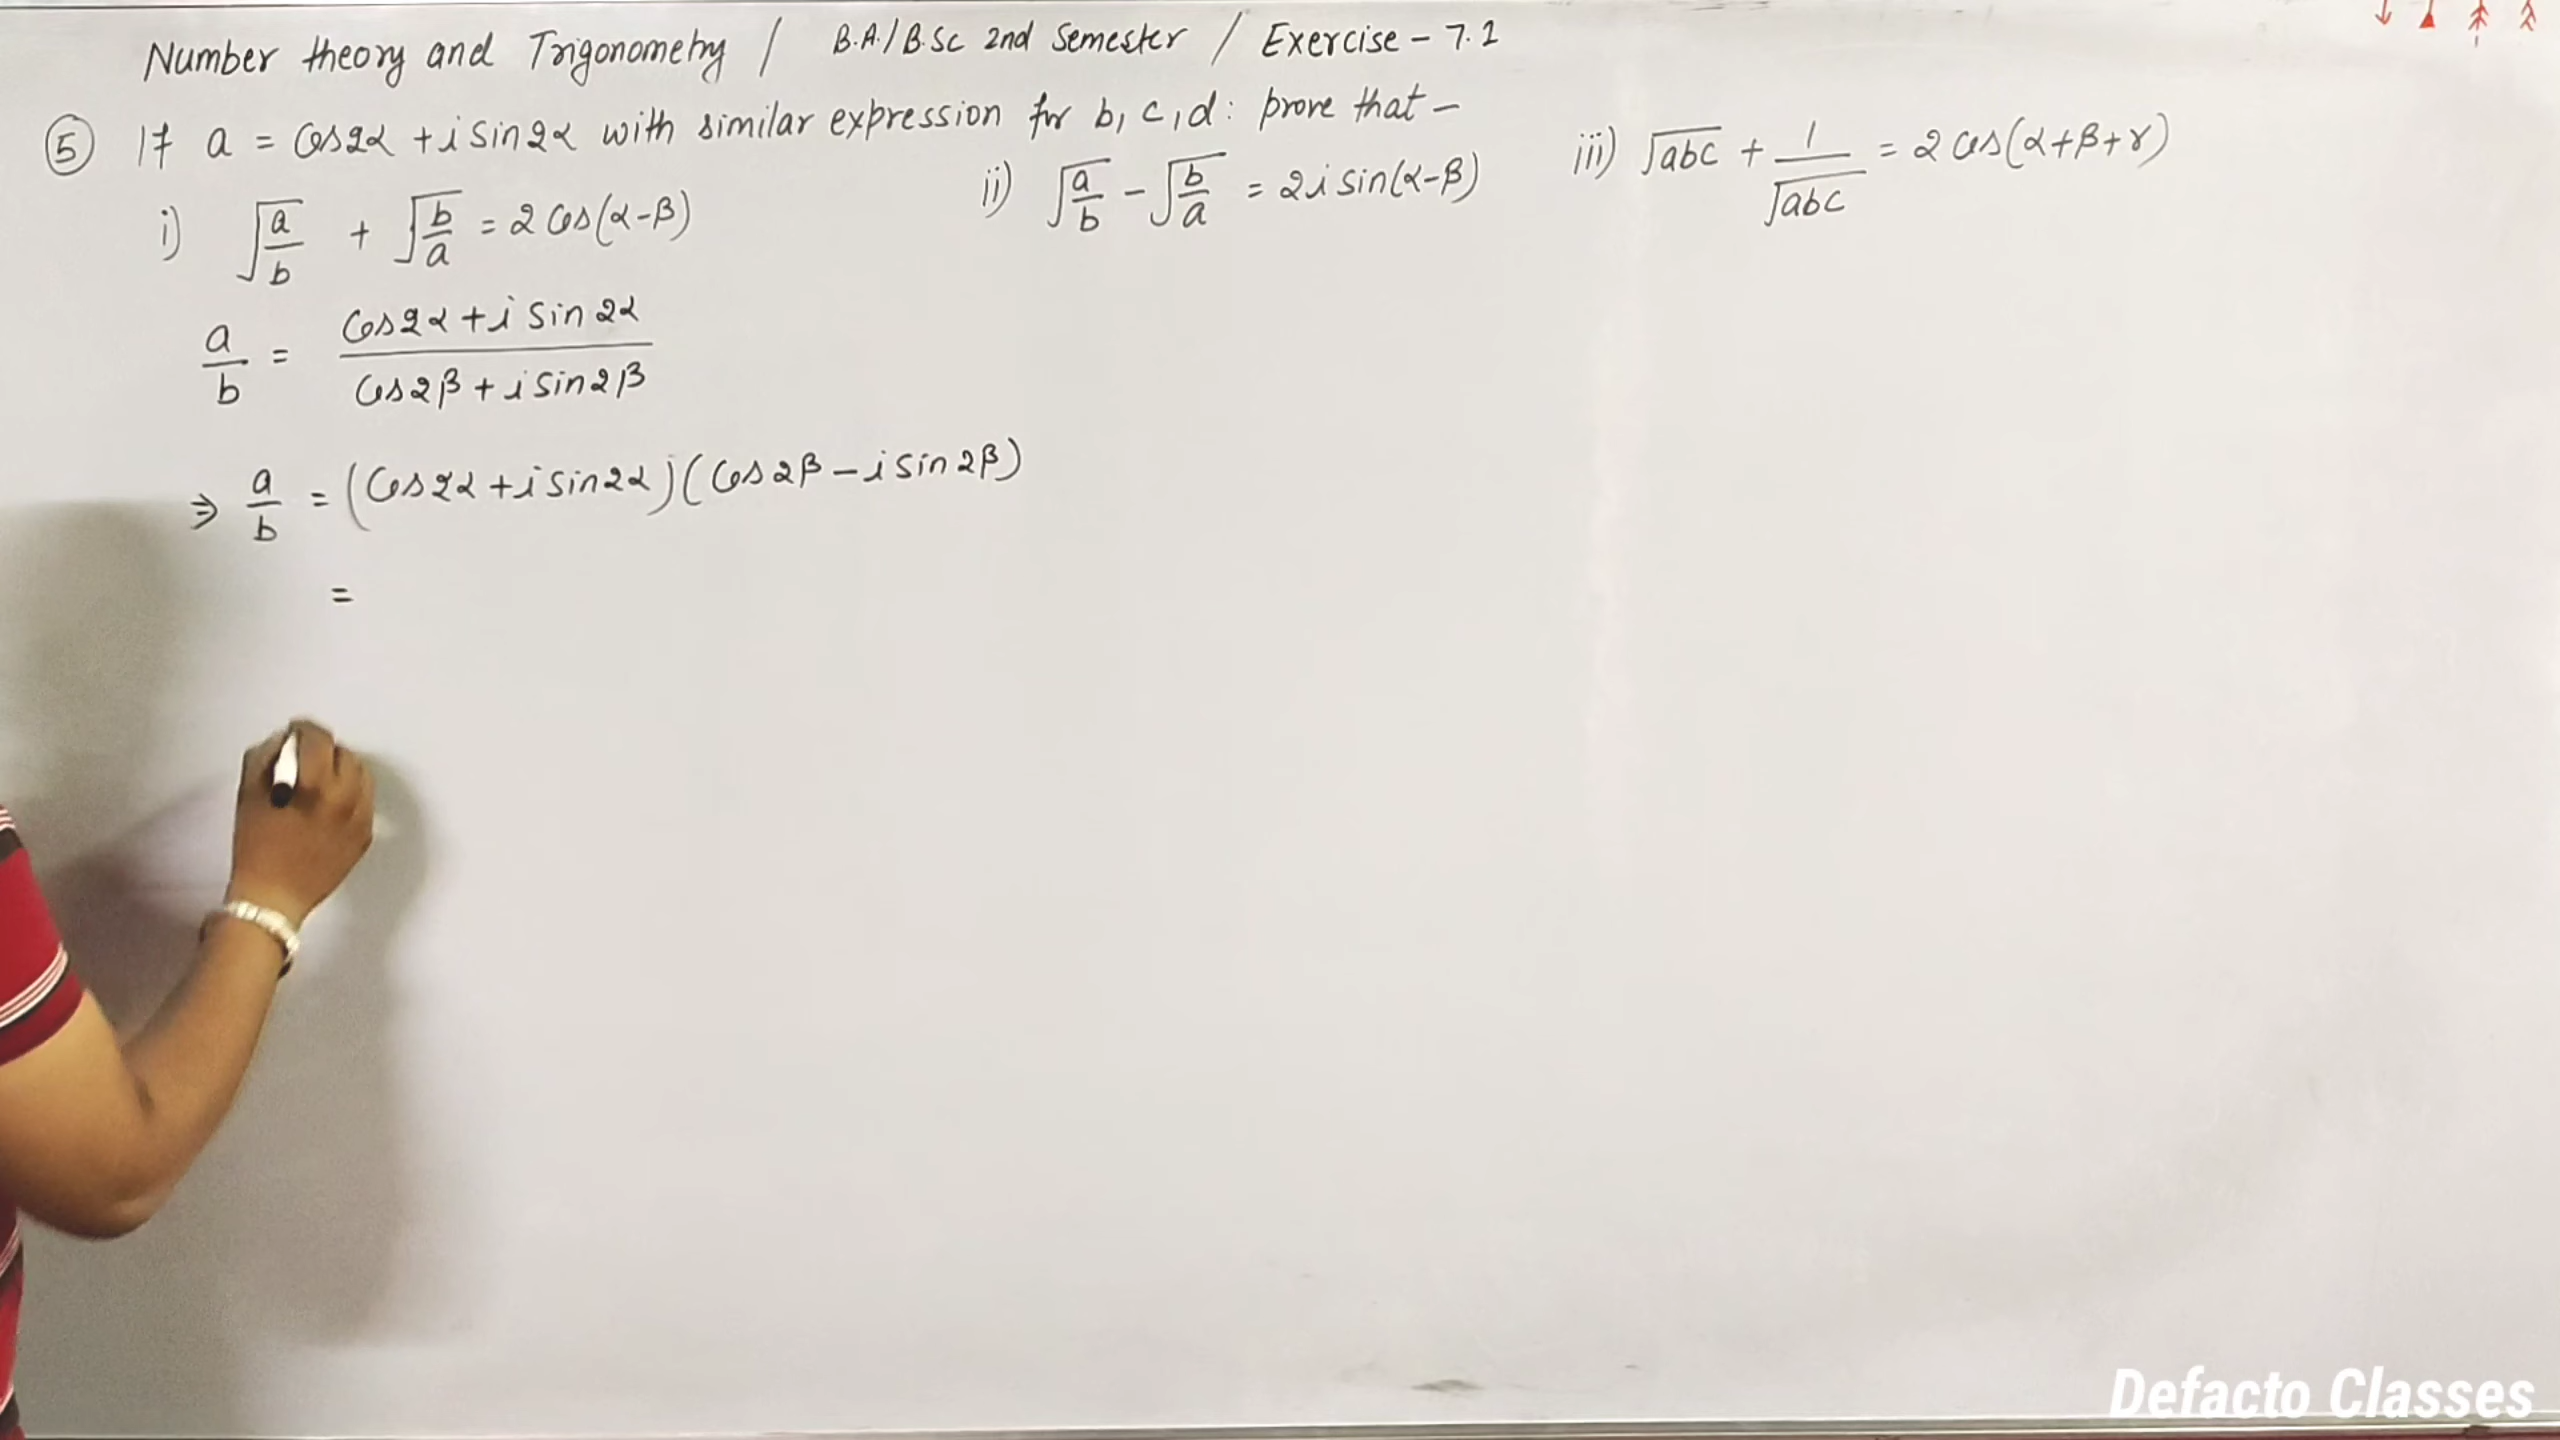 Number theory and Trigonometry / B.A./B.Sc 2nd Semester / Exercise - 7.1
⑤ If a = cos2α + i sin2α with similar expression for b, c, d: prove that –
i) √(a/b) + √(b/a) = 2 cos(α-β)
ii) √(a/b) - √(b/a) = 2i sin(α-β)
iii) √abc + 1/√abc = 2 cos(α+β+γ)
a/b = (cos2α + i sin2α)/(cos2β + i sin2β)
⇒ a/b = (cos2α + i sin2α)(cos2β – i sin2β)
=
Defacto Classes